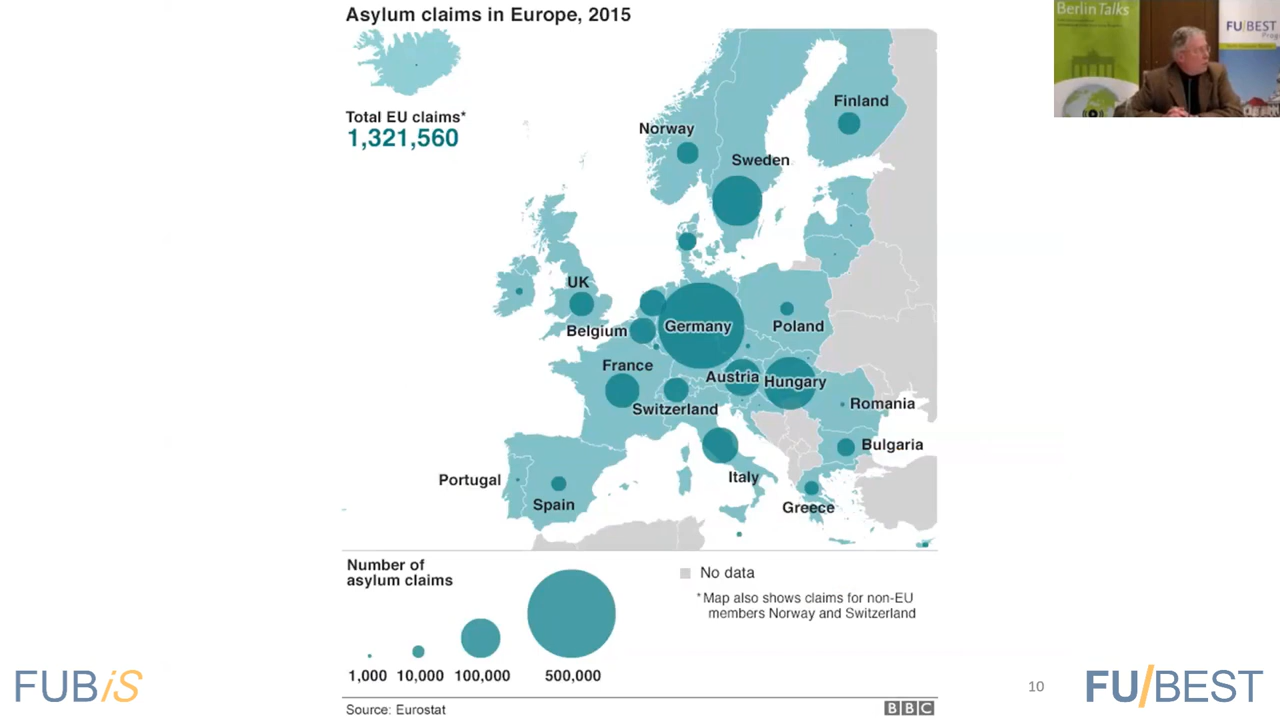 Asylum claims in Europe, 2015
Total EU claims*
1,321,560
Berlin Talks
FU/BEST
Finland
Norway
Sweden
UK
Belgium
Germany
Poland
France
Austria
Hungary
Switzerland
Romania
Bulgaria
Portugal
Spain
Italy
Greece
Number of
asylum claims
1,000
10,000
100,000
500,000
No data
*Map also shows claims for non-EU
members Norway and Switzerland
Source: Eurostat
BBC
FUBiS
10
FU/BEST